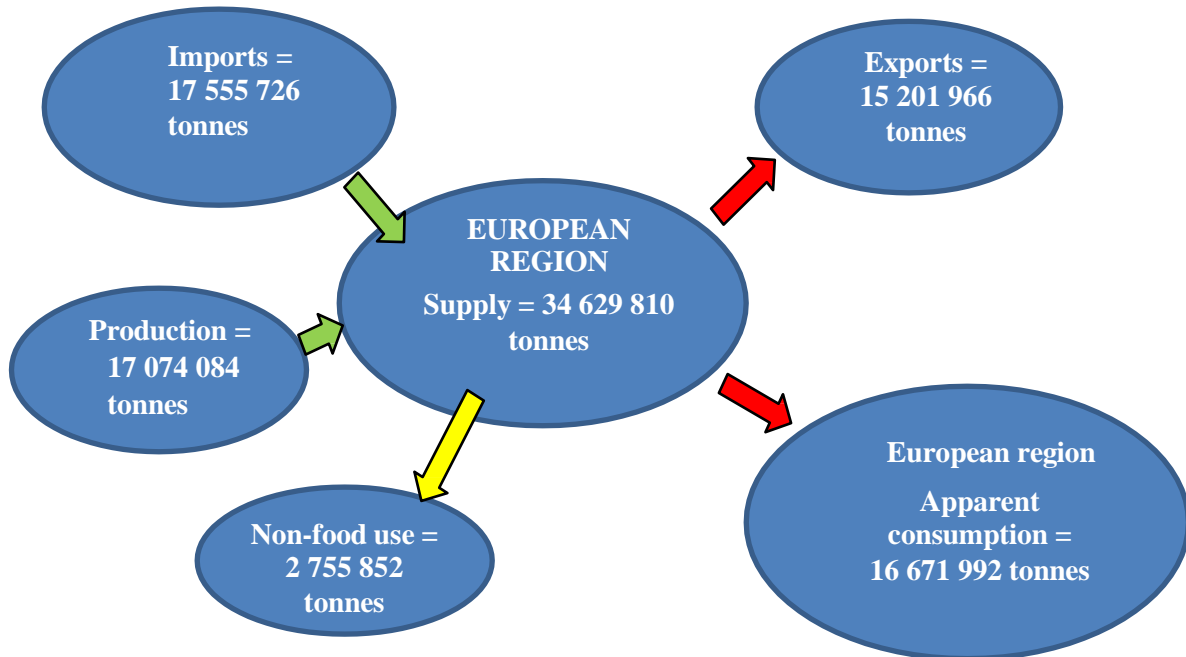 Imports =
17 555 726
tonnes
Exports =
15 201 966
tonnes
EUROPEAN
REGION
Supply = 34 629 810
tonnes
Production =
17 074 084
tonnes
Non-food use =
2 755 852
tonnes
European region
Apparent
consumption =
16 671 992 tonnes